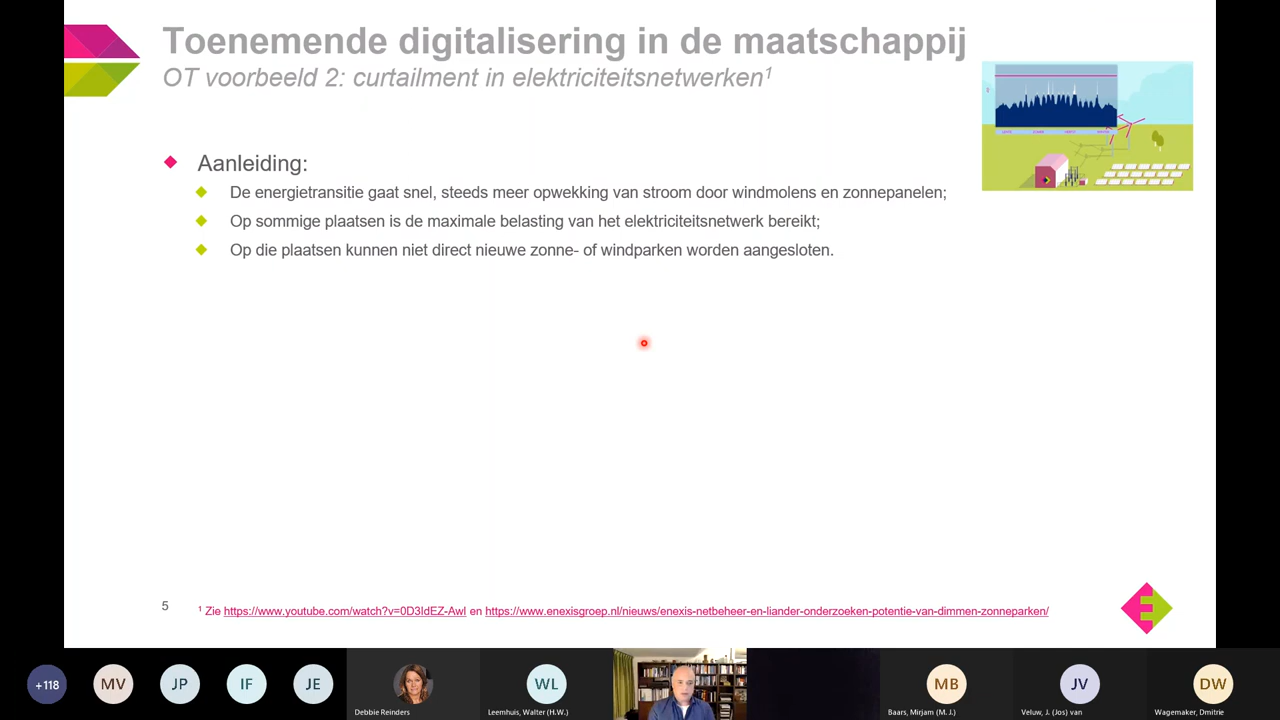 Toenemende digitalisering in de maatschappij
OT voorbeeld 2: curtailment in elektriciteitsnetwerken¹
Aanleiding:
De energietransitie gaat snel, steeds meer opwekking van stroom door windmolens en zonnepanelen;
Op sommige plaatsen is de maximale belasting van het elektriciteitsnetwerk bereikt;
Op die plaatsen kunnen niet direct nieuwe zonne- of windparken worden aangesloten.
5
¹ Zie https://www.youtube.com/watch?v=0D3IdEZ-AwI en https://www.enexisgroep.nl/nieuws/enexis-netbeheer-en-liander-onderzoeken-potentie-van-dimmen-zonneparken/
+118
MV
JP
IF
JE
Debbie Reinders
WL
Leemhuis, Walter (H.W.)
MB
Baars, Mirjam (M. J.)
JV
Veluw, J. (Jos) van
DW
Wagemaker, Dmitrie